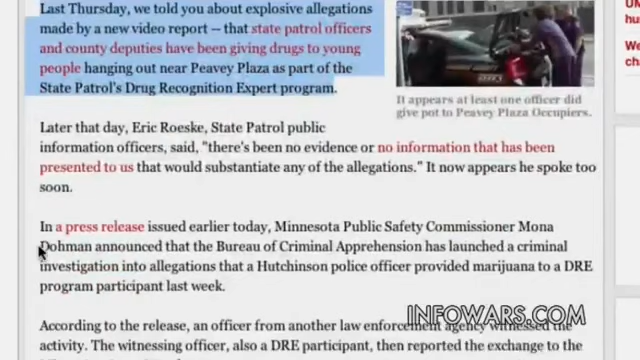 Last Thursday, we told you about explosive allegations
made by a new video report -- that state patrol officers
and county deputies have been giving drugs to young
people hanging out near Peavey Plaza as part of the
State Patrol's Drug Recognition Expert program.
It appears at least one officer did
give pot to Peavey Plaza Occupiers.
Later that day, Eric Roeske, State Patrol public
information officers, said, "there's been no evidence or no information that has been
presented to us that would substantiate any of the allegations." It now appears he spoke too
soon.
In a press release issued earlier today, Minnesota Public Safety Commissioner Mona
Dohman announced that the Bureau of Criminal Apprehension has launched a criminal
investigation into allegations that a Hutchinson police officer provided marijuana to a DRE
program participant last week.
According to the release, an officer from another law enforcement agency witnessed the
activity. The witnessing officer, also a DRE participant, then reported the exchange to the
INFOWARS.COM
hu
We
cha